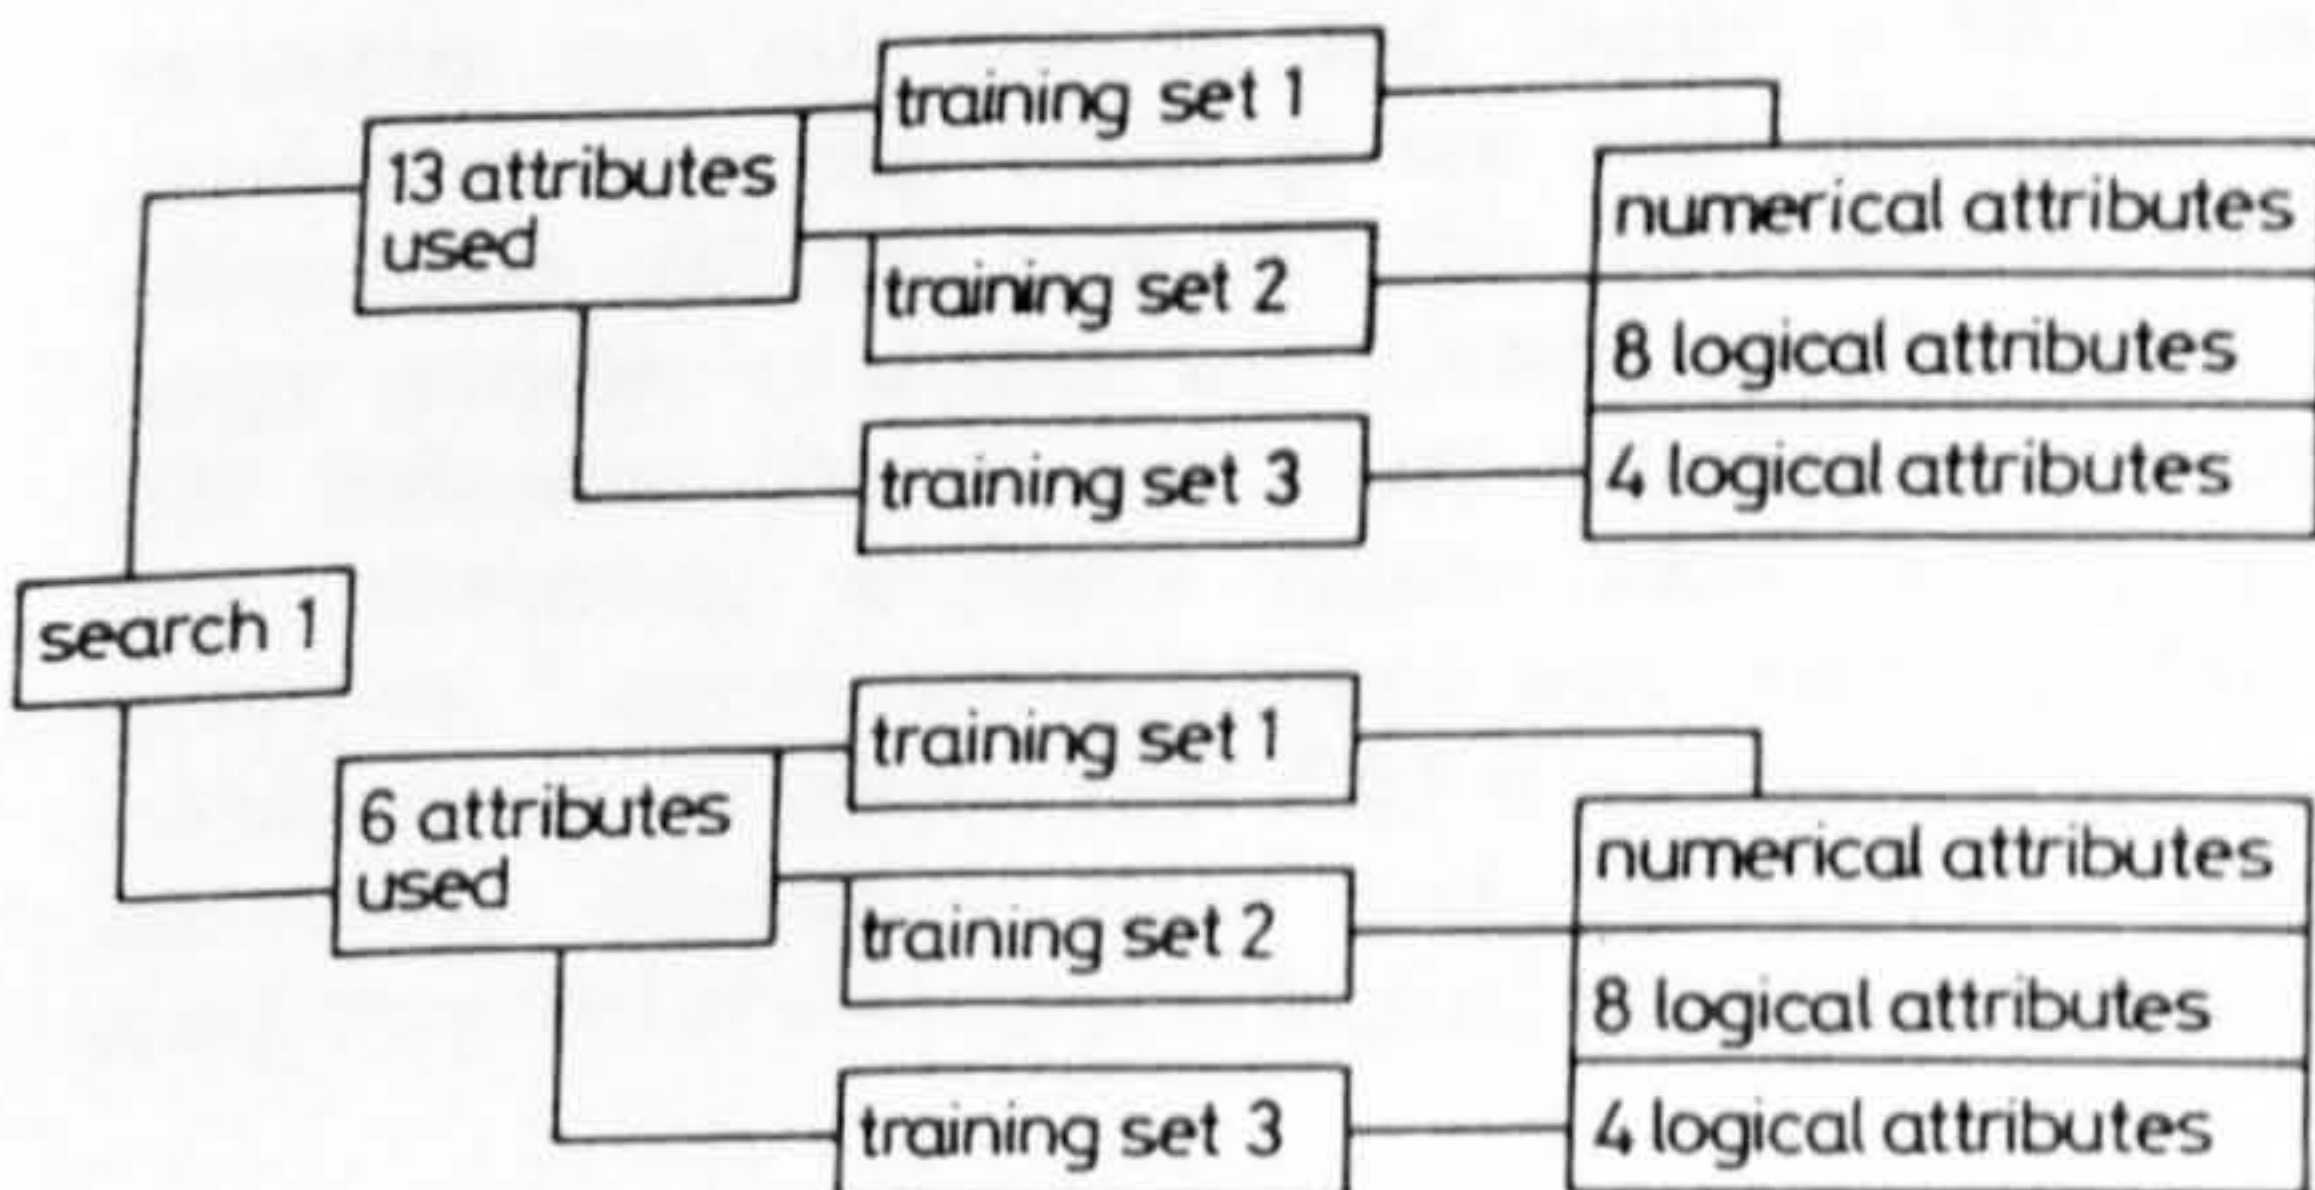 training set 1
13 attributes
used
numerical attributes
training set 2
8 logical attributes
training set 3
4 logical attributes
search 1
training set 1
6 attributes
used
numerical attributes
training set 2
8 logical attributes
training set 3
4 logical attributes